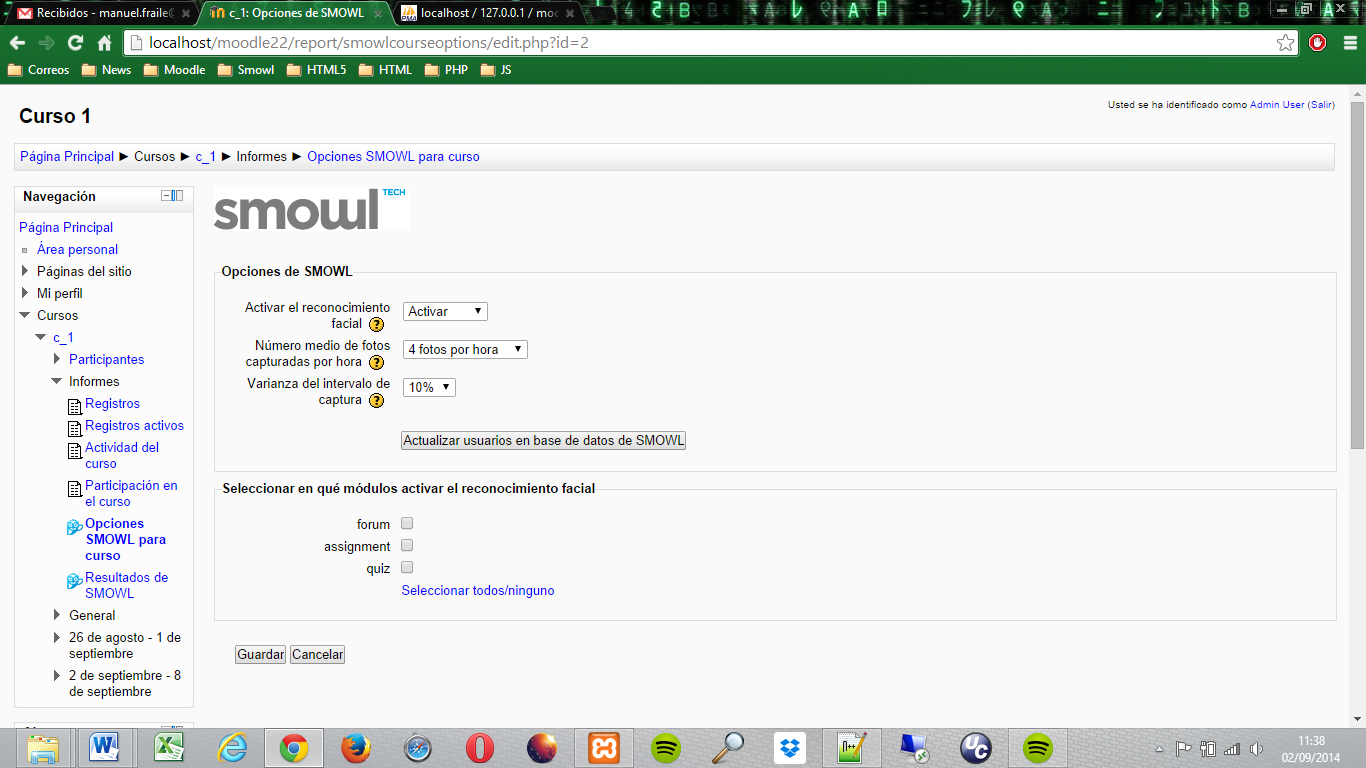 Recibidos - manuel.fraile@
c_1: Opciones de SMOWL
localhost / 127.0.0.1 / moo
localhost/moodle22/report/smowlcourseoptions/edit.php?id=2
Correos News Moodle Smowl HTML5 HTML PHP JS
Curso 1
Usted se ha identificado como Admin User (Salir)
Página Principal ► Cursos ► c_1 ► Informes ► Opciones SMOWL para curso
Navegación
Página Principal
Área personal
Páginas del sitio
Mi perfil
Cursos
c_1
Participantes
Informes
Registros
Registros activos
Actividad del
curso
Participación en
el curso
Opciones
SMOWL para
curso
Resultados de
SMOWL
General
26 de agosto - 1 de
septiembre
2 de septiembre - 8
de septiembre
smowl TECH
Opciones de SMOWL
Activar el reconocimiento
facial ?
Activar
Número medio de fotos
capturadas por hora ?
4 fotos por hora
Varianza del intervalo de
captura ?
10%
Actualizar usuarios en base de datos de SMOWL
Seleccionar en qué módulos activar el reconocimiento facial
forum
assignment
quiz
Seleccionar todos/ninguno
Guardar Cancelar
11:38
02/09/2014